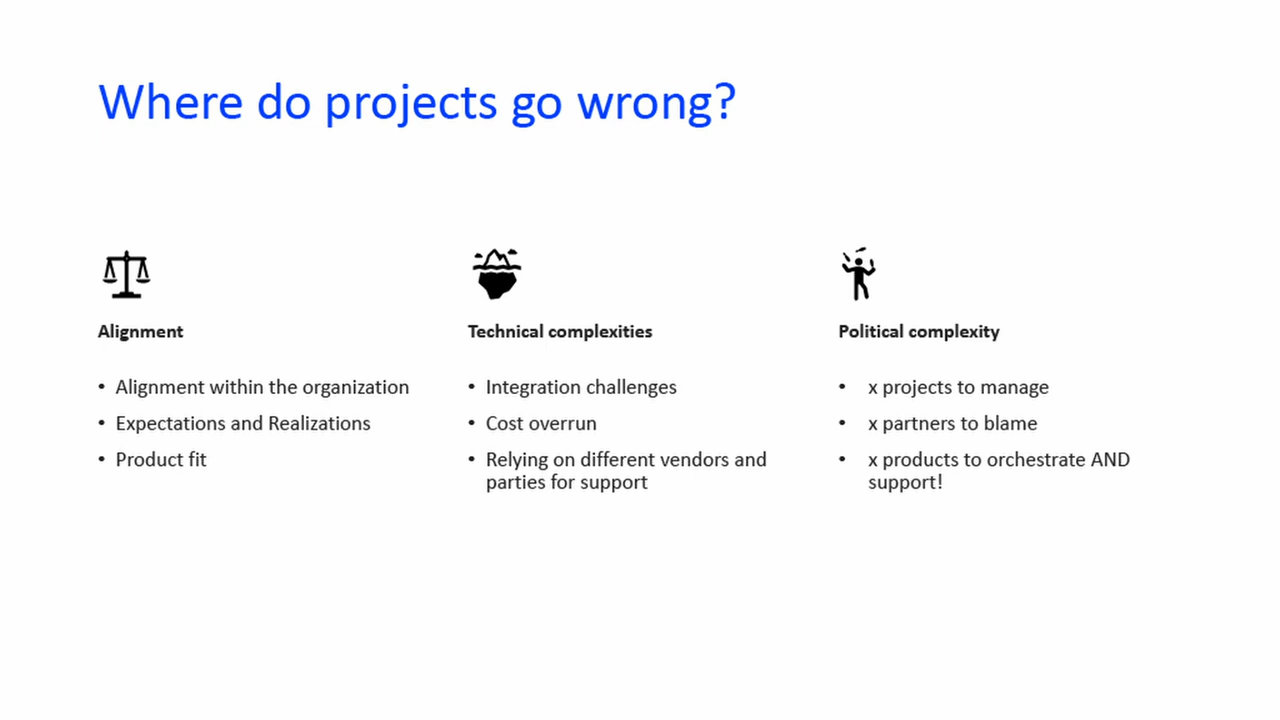 Where do projects go wrong?
Alignment
• Alignment within the organization
• Expectations and Realizations
• Product fit
Technical complexities
• Integration challenges
• Cost overrun
• Relying on different vendors and
parties for support
Political complexity
• x projects to manage
• x partners to blame
• x products to orchestrate AND
support!